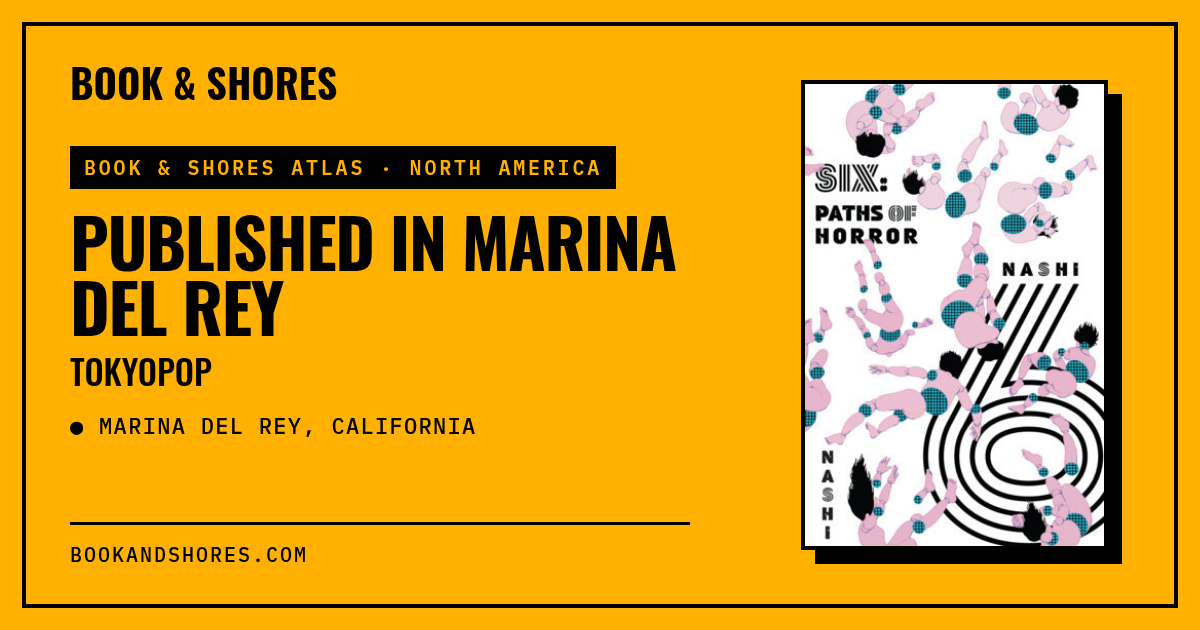 BOOK & SHORES
BOOK & SHORES ATLAS · NORTH AMERICA
PUBLISHED IN MARINA
DEL REY
TOKYOPOP
MARINA DEL REY, CALIFORNIA
BOOKANDSHORES.COM
SIX:
PATHS OF
HORROR
NASHi
6
NASHi